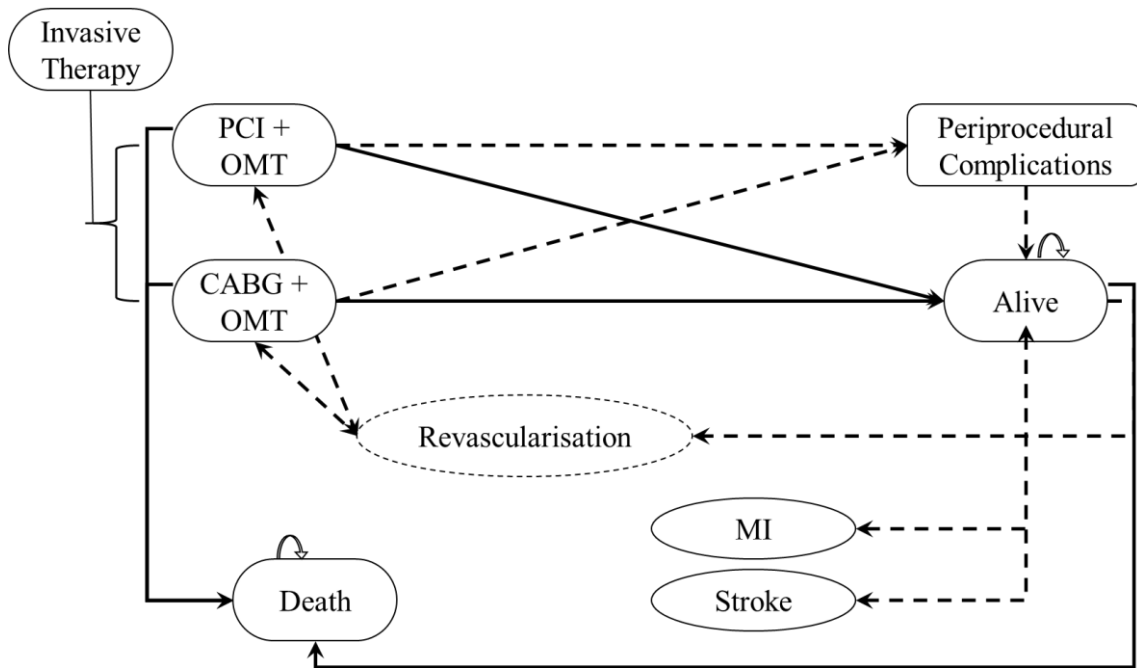 Invasive
Therapy
PCI +
OMT
Periprocedural
Complications
CABG +
OMT
Alive
Revascularisation
MI
Death
Stroke